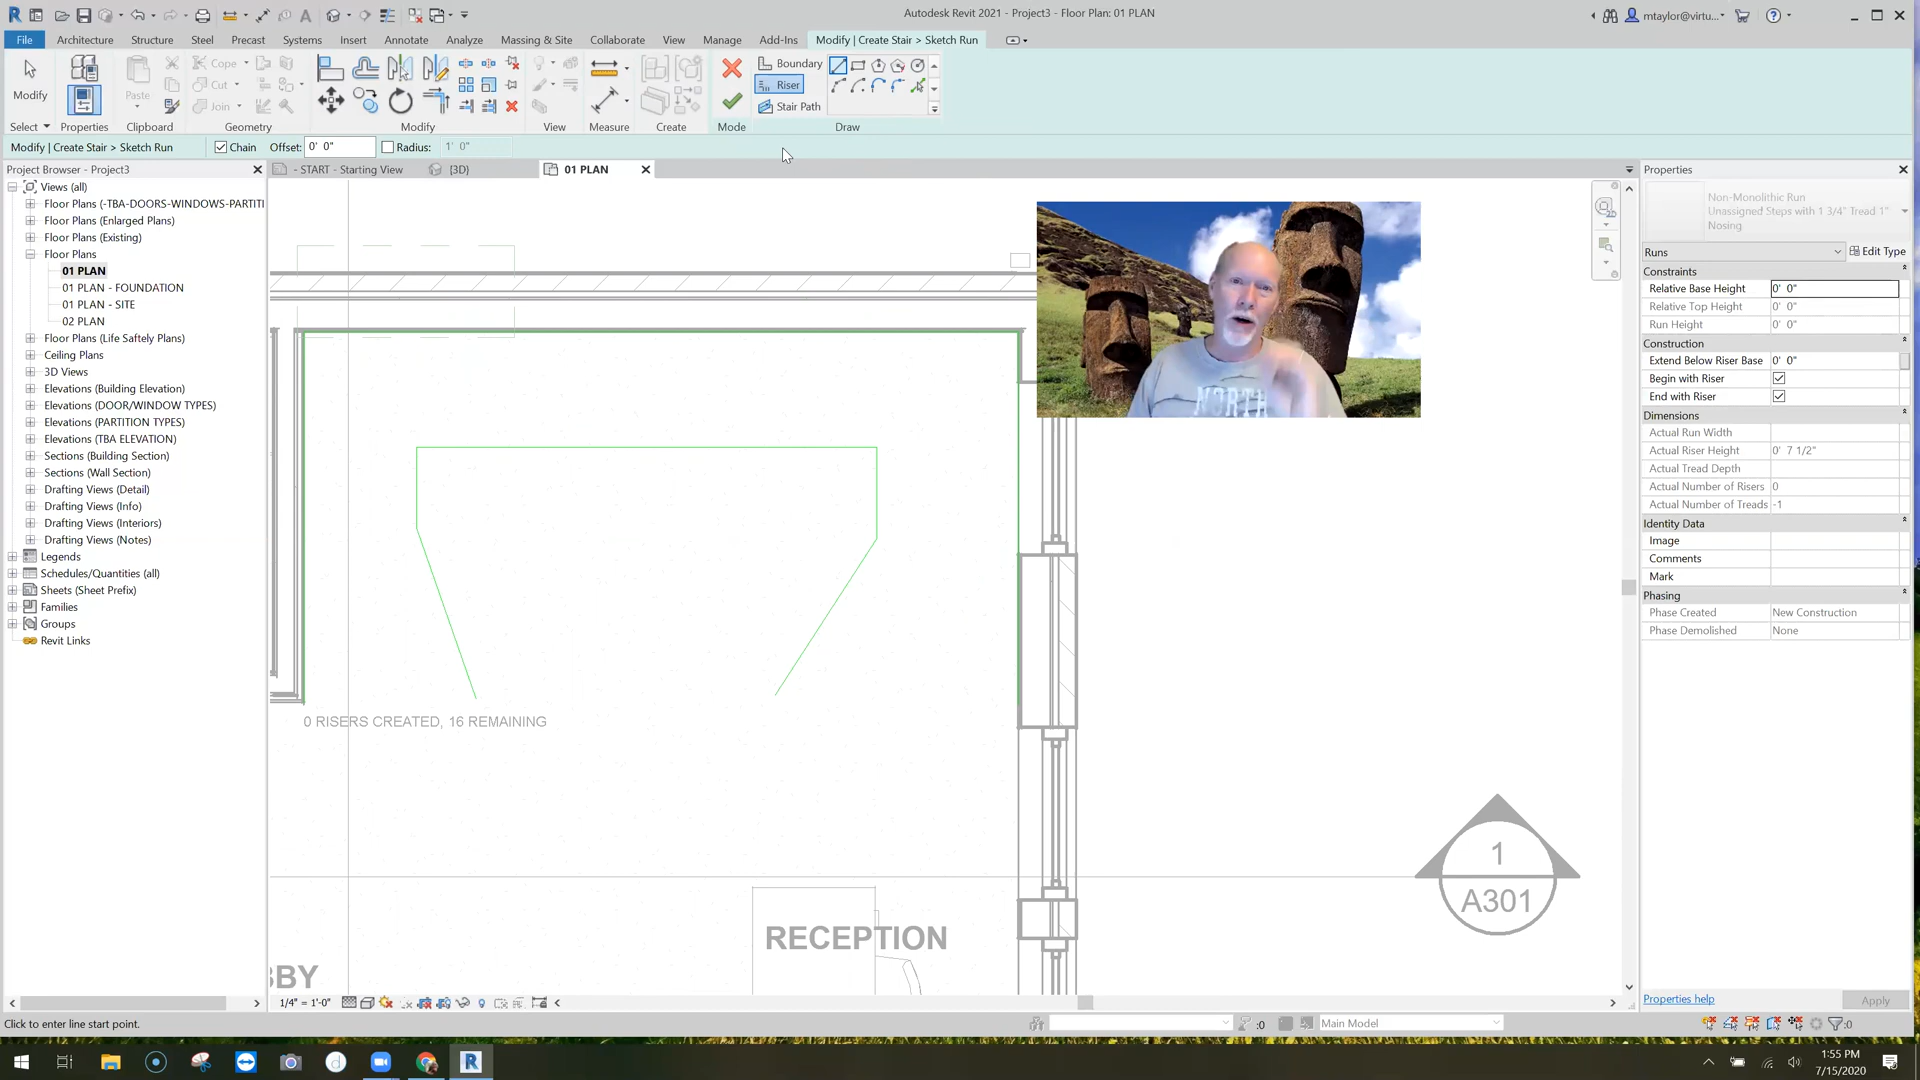 Autodesk Revit 2021 - Project3 - Floor Plan: 01 PLAN
mtaylor@virtu...
File Architecture Structure Steel Precast Systems Insert Annotate Analyze Massing & Site Collaborate View Manage Add-Ins Modify | Create Stair > Sketch Run
Modify
Paste
Cope
Cut
Join
Boundary
Riser
Stair Path
Select Properties Clipboard Geometry Modify View Measure Create Mode Draw
Modify | Create Stair > Sketch Run Chain Offset: 0' 0" Radius: 1' 0"
Project Browser - Project3
- START - Starting View {3D} 01 PLAN
Views (all)
Floor Plans (-TBA-DOORS-WINDOWS-PARTITI
Floor Plans (Enlarged Plans)
Floor Plans (Existing)
Floor Plans
01 PLAN
01 PLAN - FOUNDATION
01 PLAN - SITE
02 PLAN
Floor Plans (Life Saftely Plans)
Ceiling Plans
3D Views
Elevations (Building Elevation)
Elevations (DOOR/WINDOW TYPES)
Elevations (PARTITION TYPES)
Elevations (TBA ELEVATION)
Sections (Building Section)
Sections (Wall Section)
Drafting Views (Detail)
Drafting Views (Info)
Drafting Views (Interiors)
Drafting Views (Notes)
Legends
Schedules/Quantities (all)
Sheets (Sheet Prefix)
Families
Groups
Revit Links
0 RISERS CREATED, 16 REMAINING
RECEPTION
BBY
1
A301
NORTH
Properties
Non-Monolithic Run
Unassigned Steps with 1 3/4" Tread 1"
Nosing
Runs Edit Type
Constraints
Relative Base Height 0' 0"
Relative Top Height 0' 0"
Run Height 0' 0"
Construction
Extend Below Riser Base 0' 0"
Begin with Riser
End with Riser
Dimensions
Actual Run Width
Actual Riser Height 0' 7 1/2"
Actual Tread Depth
Actual Number of Risers 0
Actual Number of Treads -1
Identity Data
Image
Comments
Mark
Phasing
Phase Created New Construction
Phase Demolished None
Properties help Apply
1/4" = 1'-0"
Click to enter line start point.
:0 Main Model :0
1:55 PM
7/15/2020